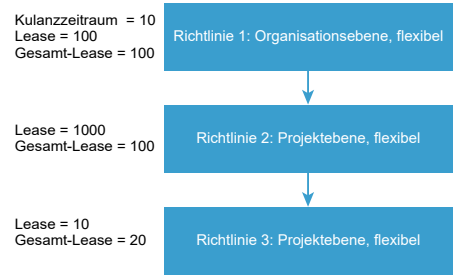 Kulanzzeitraum = 10
Lease = 100
Gesamt-Lease = 100
Richtlinie 1: Organisationsebene, flexibel
Lease = 1000
Gesamt-Lease = 100
Richtlinie 2: Projektebene, flexibel
Lease = 10
Gesamt-Lease = 20
Richtlinie 3: Projektebene, flexibel